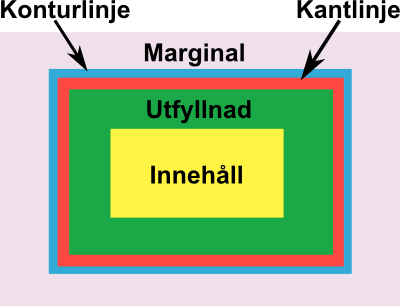 Konturlinje
Kantlinje
Marginal
Utfyllnad
Innehåll